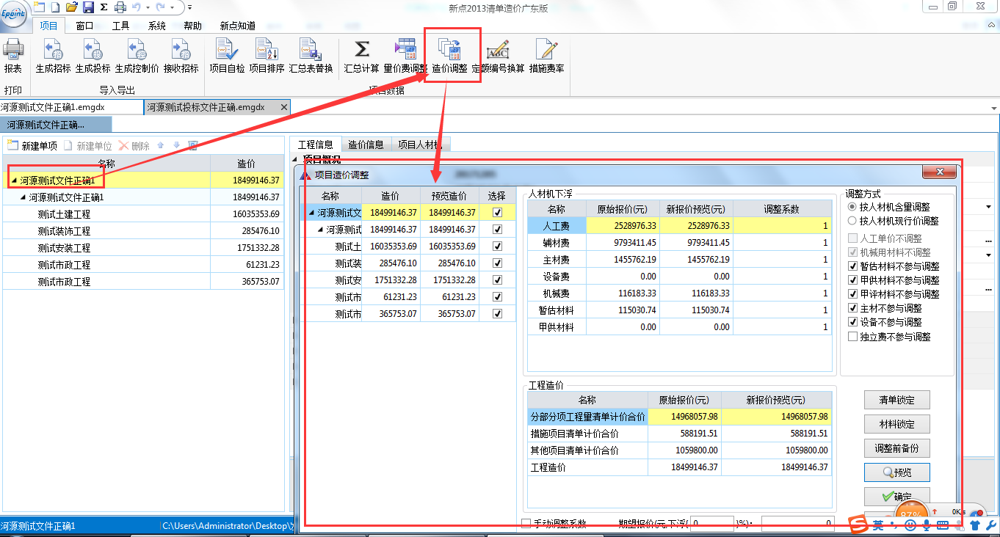 Epoint
新点2013清单造价广东版
项目 窗口 工具 系统 帮助 新点知道
报表 生成招标 生成投标 生成控制价 接收招标 项目自检 项目排序 汇总表替换 汇总计算 量价费调整 造价调整 定额编号换算 措施费率
打印 导入导出 项目数据
河源测试文件正确1.emgdx 河源测试投标文件正确.emgdx
河源测试文件正确...
新建单项 新建单位 删除
名称 造价
河源测试文件正确1 18499146.37
河源测试文件正确1 18499146.37
测试土建工程 16035353.69
测试装饰工程 285476.10
测试安装工程 1751332.28
测试市政工程 61231.23
测试市政工程 365753.07
工程信息 造价信息 项目人材机
项目概况
项目造价调整
名称 造价 预览造价 选择
河源测试文 18499146.37 18499146.37
河源测试 18499146.37 18499146.37
测试土 16035353.69 16035353.69
测试装 285476.10 285476.10
测试安 1751332.28 1751332.28
测试市 61231.23 61231.23
测试市 365753.07 365753.07
人材机下浮
名称 原始报价(元) 新报价预览(元) 调整系数
人工费 2528976.33 2528976.33 1
辅材费 9793411.45 9793411.45 1
主材费 1455762.19 1455762.19 1
设备费 0.00 0.00 1
机械费 116183.33 116183.33 1
暂估材料 115030.74 115030.74 1
甲供材料 0.00 0.00 1
工程造价
名称 原始报价(元) 新报价预览(元)
分部分项工程量清单计价合价 14968057.98 14968057.98
措施项目清单计价合价 588191.51 588191.51
其他项目清单计价合价 1059800.00 1059800.00
工程造价 18499146.37 18499146.37
手动调整系数 期望报价(元,下浮( 0 )%): 0
调整方式
按人材机含量调整
按人材机现行价调整
人工单价不调整
机械用材料不调整
暂估材料不参与调整
甲供材料不参与调整
甲评材料不参与调整
主材不参与调整
设备不参与调整
独立费不参与调整
清单锁定
材料锁定
调整前备份
预览
确定
87% 0K/s
英
河源测试文件正确1 C:\Users\Administrator\Desktop\